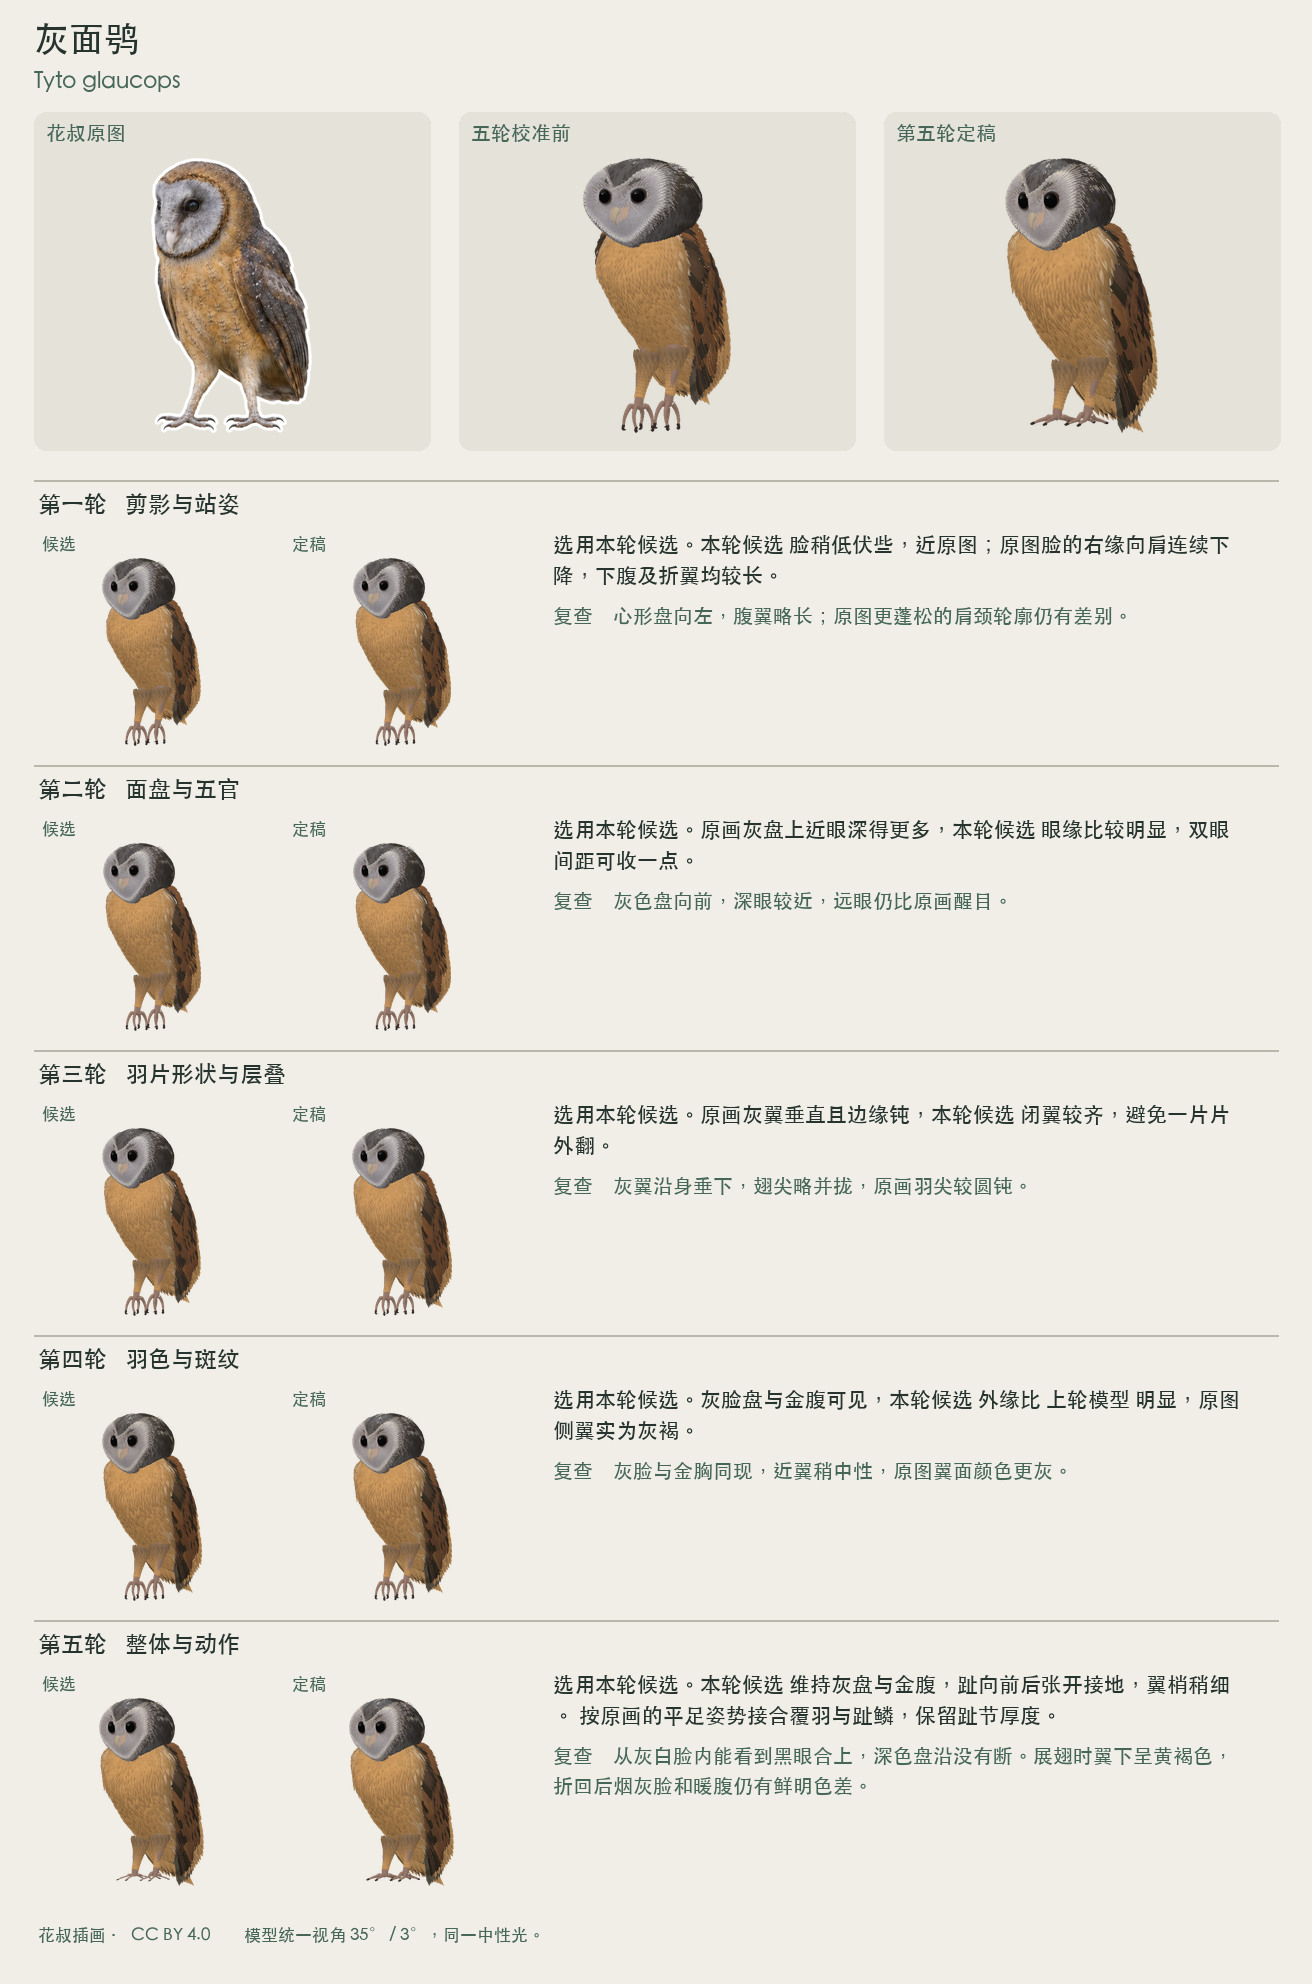 灰面鸮
Tyto glaucops
花叔原图
五轮校准前
第五轮定稿
第一轮 剪影与站姿
候选
定稿
选用本轮候选。本轮候选 脸稍低伏些，近原图；原图脸的右缘向肩连续下
降，下腹及折翼均较长。
复查 心形盘向左，腹翼略长；原图更蓬松的肩颈轮廓仍有差别。
第二轮 面盘与五官
候选
定稿
选用本轮候选。原画灰盘上近眼深得更多，本轮候选 眼缘比较明显，双眼
间距可收一点。
复查 灰色盘向前，深眼较近，远眼仍比原画醒目。
第三轮 羽片形状与层叠
候选
定稿
选用本轮候选。原画灰翼垂直且边缘钝，本轮候选 闭翼较齐，避免一片片
外翻。
复查 灰翼沿身垂下，翅尖略并拢，原画羽尖较圆钝。
第四轮 羽色与斑纹
候选
定稿
选用本轮候选。灰脸盘与金腹可见，本轮候选 外缘比 上轮模型 明显，原图
侧翼实为灰褐。
复查 灰脸与金胸同现，近翼稍中性，原图翼面颜色更灰。
第五轮 整体与动作
候选
定稿
选用本轮候选。本轮候选 维持灰盘与金腹，趾向前后张开接地，翼梢稍细
。 按原画的平足姿势接合覆羽与趾鳞，保留趾节厚度。
复查 从灰白脸内能看到黑眼合上，深色盘沿没有断。展翅时翼下呈黄褐色，
折回后烟灰脸和暖腹仍有鲜明色差。
花叔插画 · CC BY 4.0 模型统一视角 35° / 3° ，同一中性光。